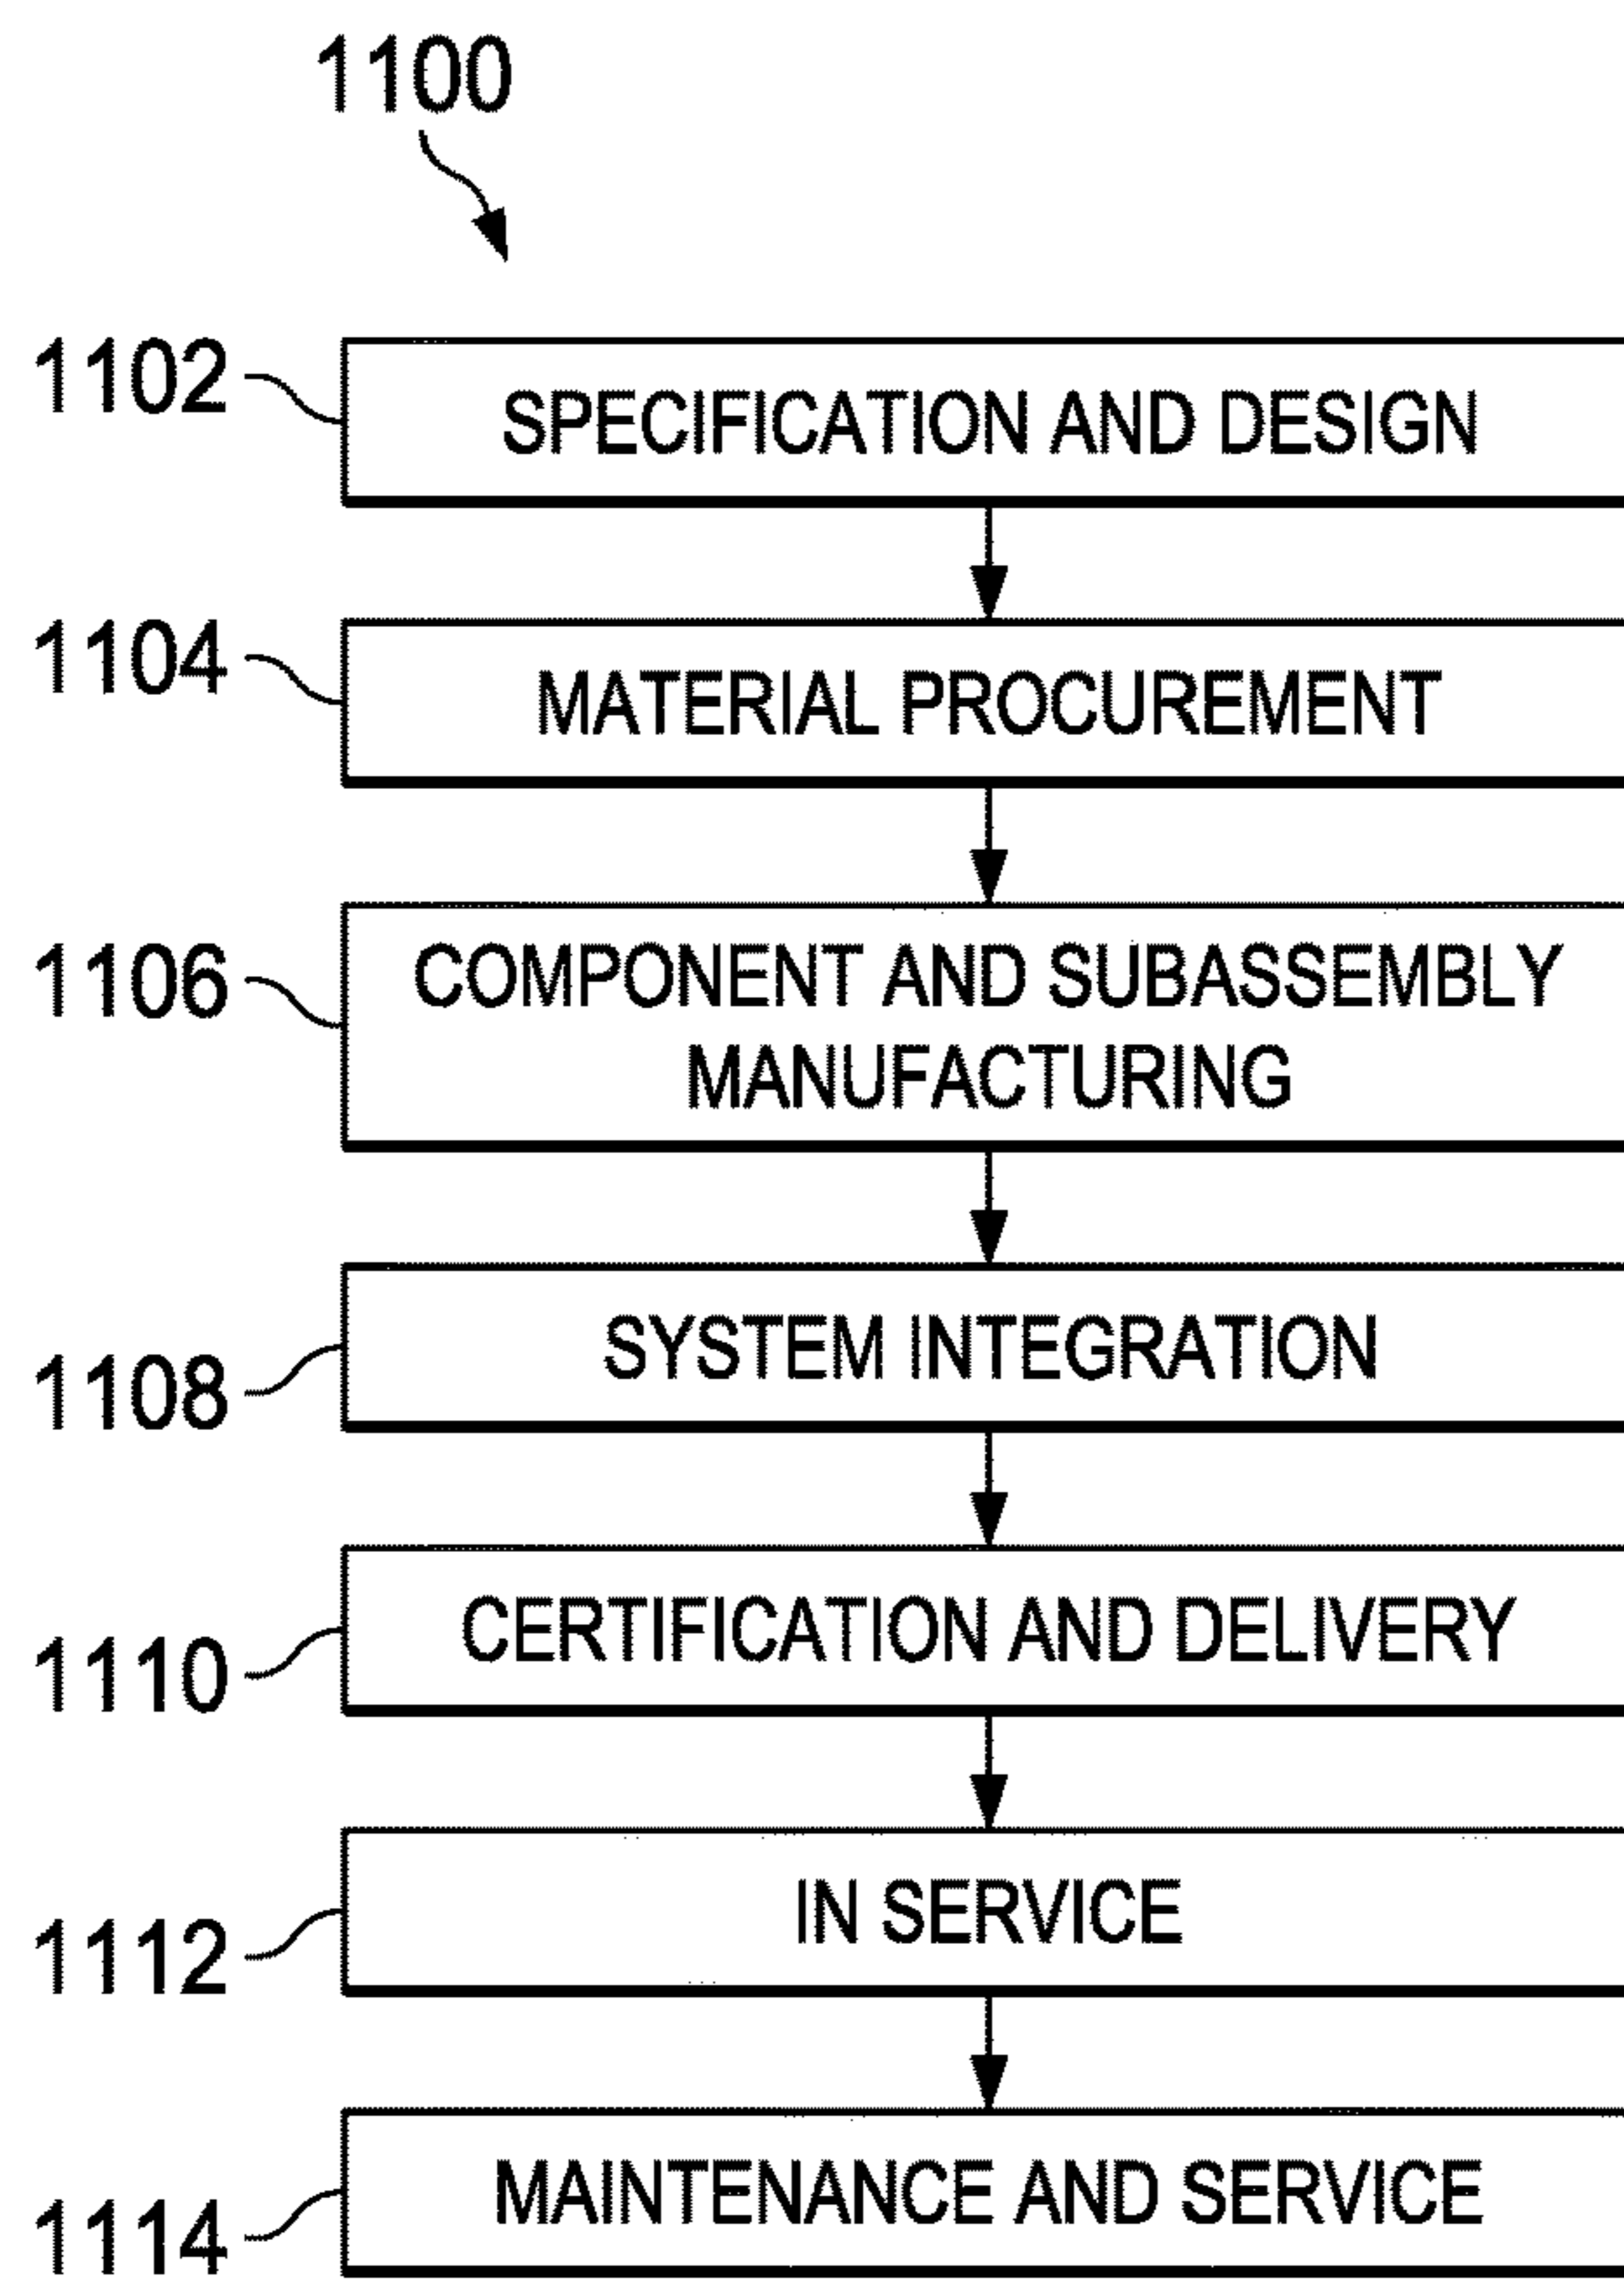 1100
1102
SPECIFICATION AND DESIGN
1104
MATERIAL PROCUREMENT
1106
COMPONENT AND SUBASSEMBLY
MANUFACTURING
1108
SYSTEM INTEGRATION
1110
CERTIFICATION AND DELIVERY
1112
IN SERVICE
1114
MAINTENANCE AND SERVICE